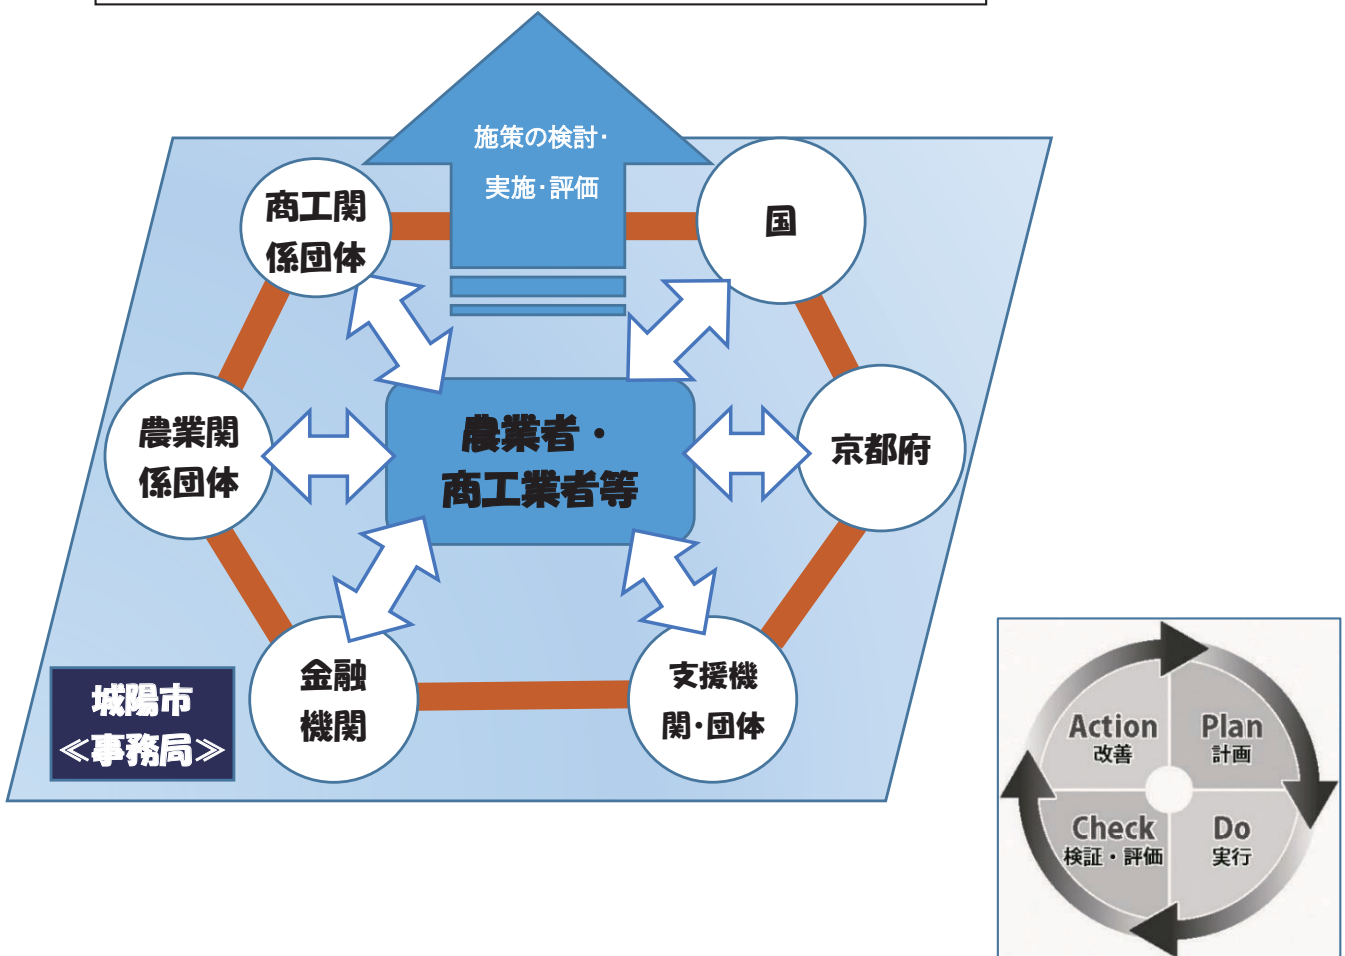 施策の検討・
実施・評価
商工関
係団体
国
農業関
係団体
農業者・
商工業者等
京都府
金融
機関
支援機
関・団体
城陽市
≪事務局≫
Action
改善
Plan
計画
Check
検証・評価
Do
実行